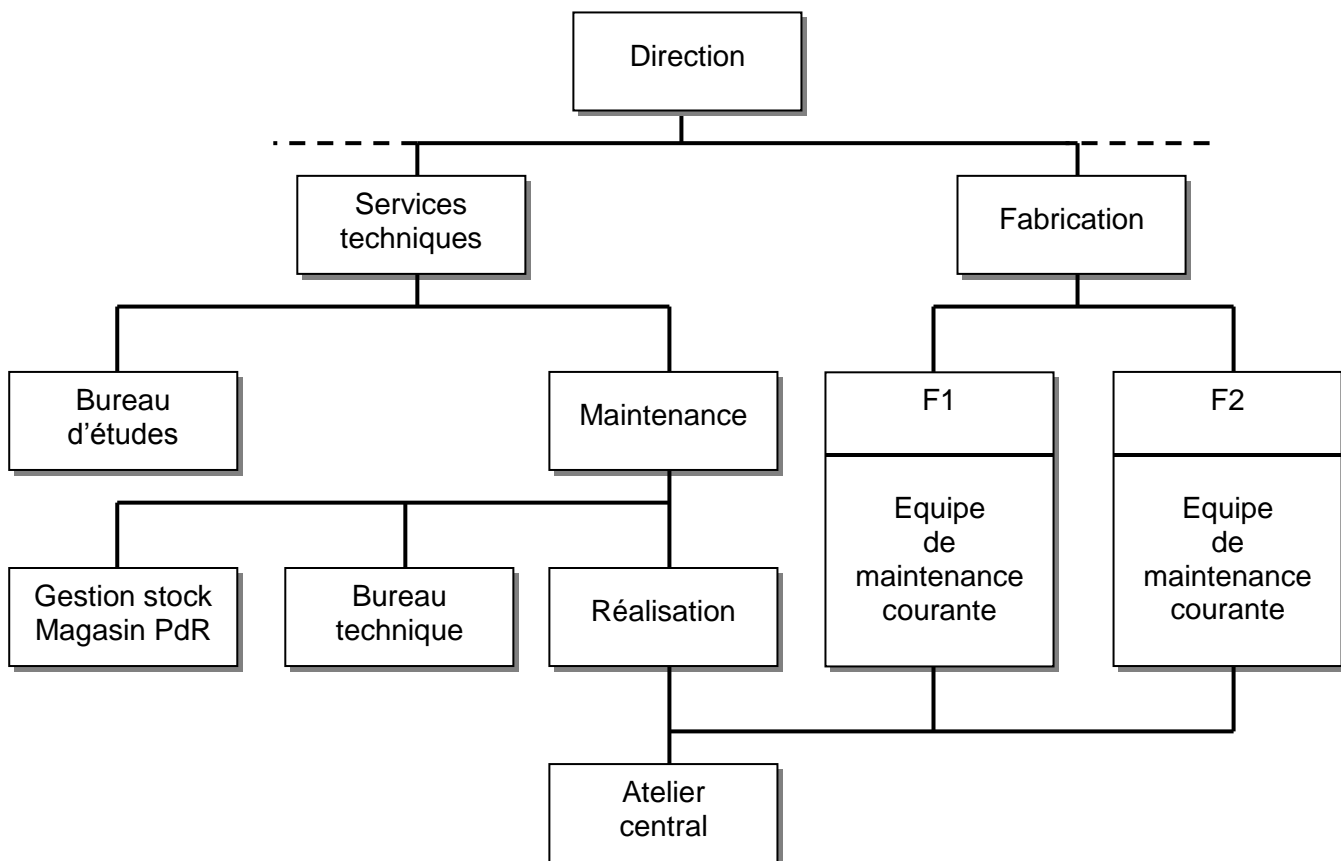 Direction
Services
techniques
Fabrication
Bureau
d’études
Maintenance
F1
F2
Equipe
de
maintenance
courante
Equipe
de
maintenance
courante
Gestion stock
Magasin PdR
Bureau
technique
Réalisation
Atelier
central